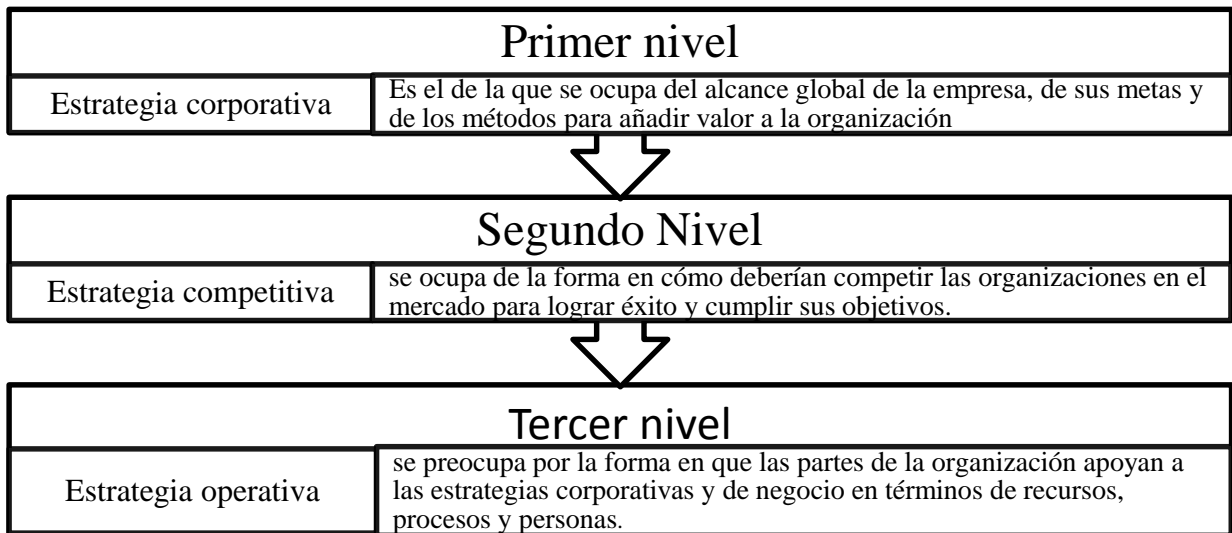 Primer nivel
Estrategia corporativa
Es el de la que se ocupa del alcance global de la empresa, de sus metas y
de los métodos para añadir valor a la organización
Segundo Nivel
Estrategia competitiva
se ocupa de la forma en cómo deberían competir las organizaciones en el
mercado para lograr éxito y cumplir sus objetivos.
Tercer nivel
Estrategia operativa
se preocupa por la forma en que las partes de la organización apoyan a
las estrategias corporativas y de negocio en términos de recursos,
procesos y personas.